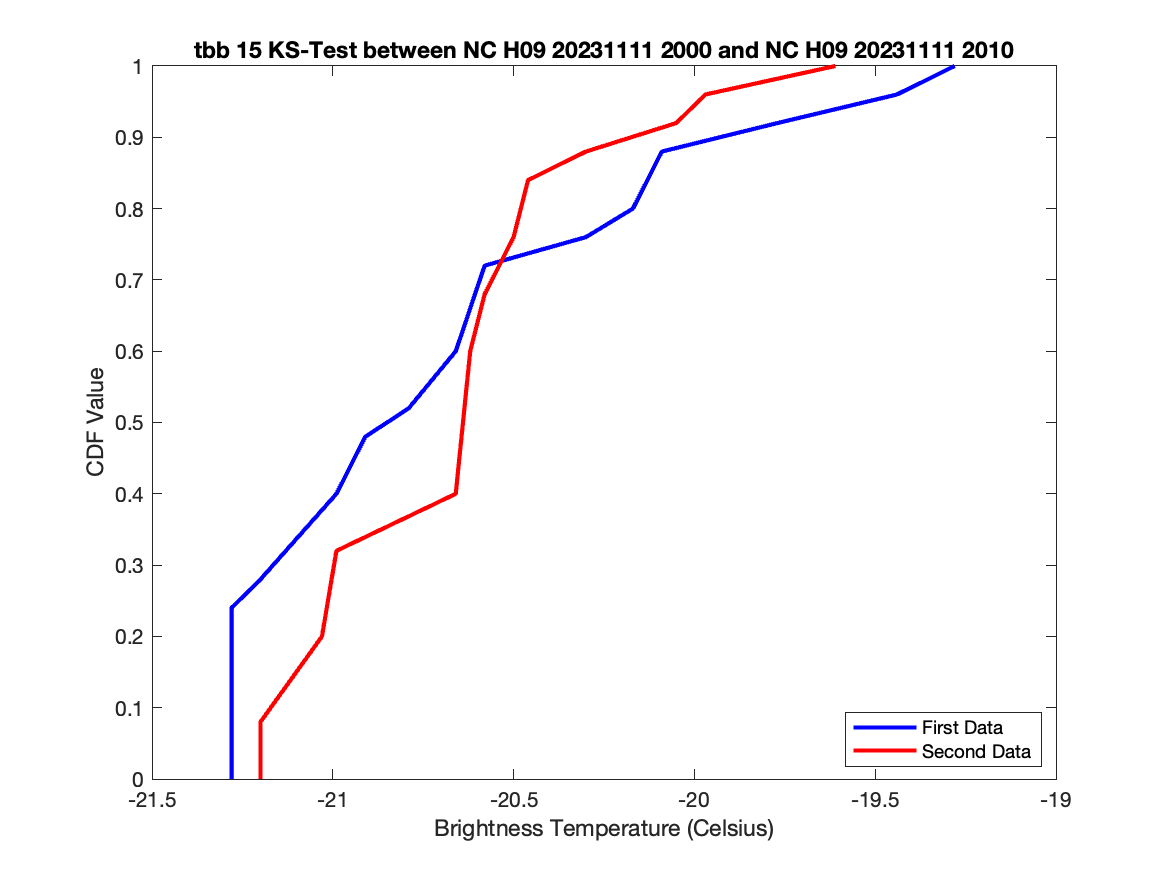 tbb 15 KS-Test between NC H09 20231111 2000 and NC H09 20231111 2010
1
0.9
0.8
0.7
0.6
0.5
0.4
0.3
0.2
0.1
0
CDF Value
First Data
Second Data
-21.5 -21 -20.5 -20 -19.5 -19
Brightness Temperature (Celsius)